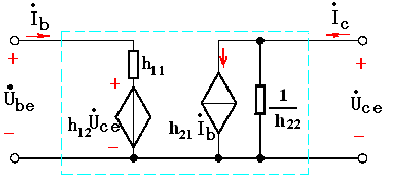 İb
İc
+
h11
+
+
U̇be
h12U̇ce
h21İb
1/h22
U̇ce
−
−
−